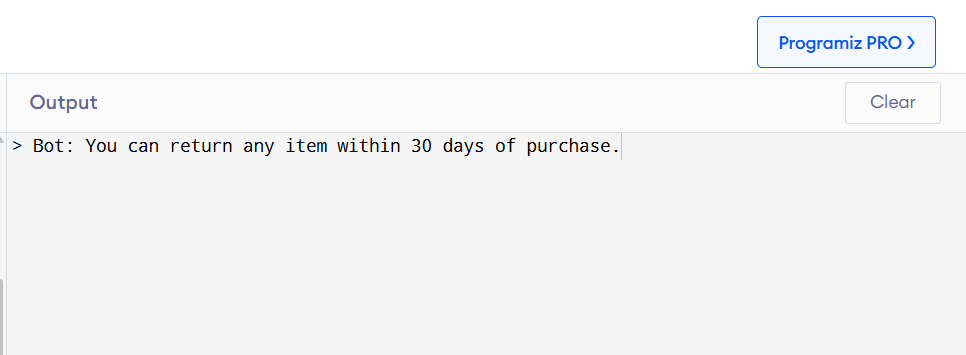 Programiz PRO >
Output
Clear
> Bot: You can return any item within 30 days of purchase.